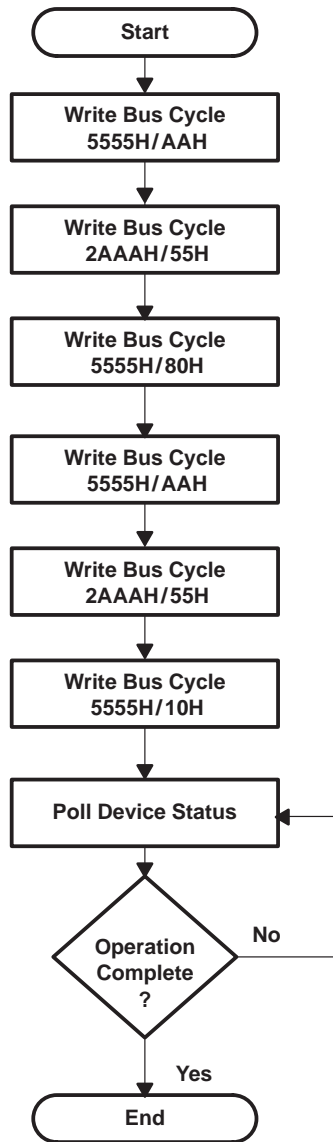 Start
Write Bus Cycle
5555H/AAH
Write Bus Cycle
2AAAH/55H
Write Bus Cycle
5555H/80H
Write Bus Cycle
5555H/AAH
Write Bus Cycle
2AAAH/55H
Write Bus Cycle
5555H/10H
Poll Device Status
Operation
Complete
?
No
Yes
End